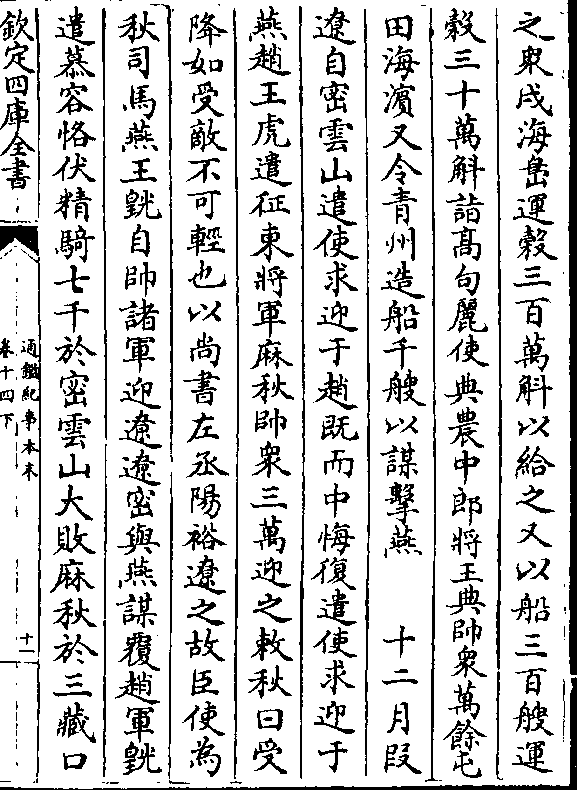 之衆戍海島運穀三百萬斛以給之又以船三百艘運
穀三十萬斛詣髙句麗使典農中郎將王典帥衆萬餘屯
田海濱又令青州造船千艘以謀擊燕　十二月段
遼自密雲山遣使求迎于趙既而中悔復遣使求迎于
燕趙王虎遣征東將軍麻秋帥衆三萬迎之敕秋曰受
降如受敵不可輕也以尚書左丞陽裕遼之故臣使為
秋司馬燕王皝自帥諸軍迎遼遼密與燕謀覆趙軍皝
遣慕容恪伏精騎七千於密雲山大敗麻秋於三藏口
欽定四庫全書
通鑑紀事本末
卷十四下
十一